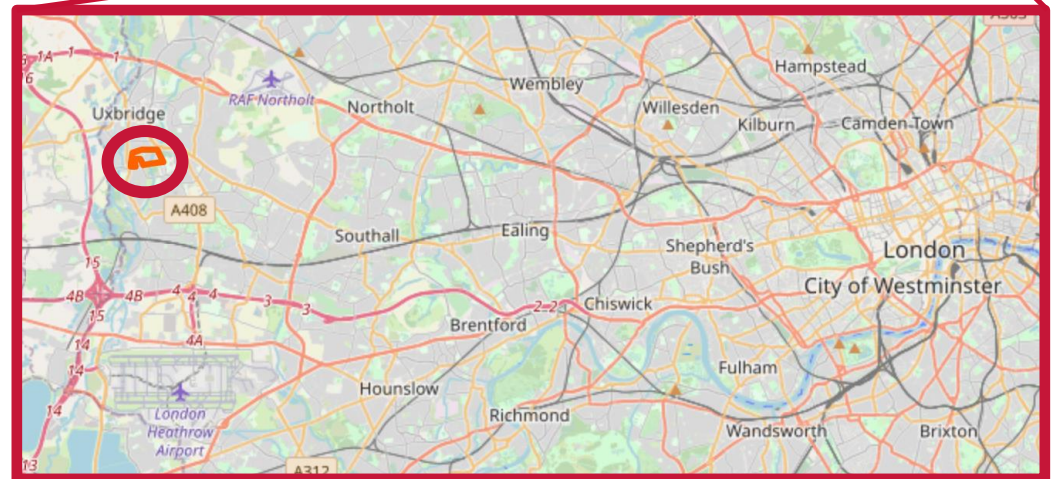 A503
1A 1 1
16
Hampstead
Wembley
RAF Northolt
Northolt
Willesden
Uxbridge
Kilburn
Camden Town
A408
Southall
Ealing
Shepherd's
Bush
London
15
City of Westminster
4B 4B 4 4 4 3 3
2 2
Chiswick
15
Brentford
14
4A
14
Fulham
Hounslow
14
London
Heathrow
Airport
Richmond
Wandsworth
Brixton
13
A312